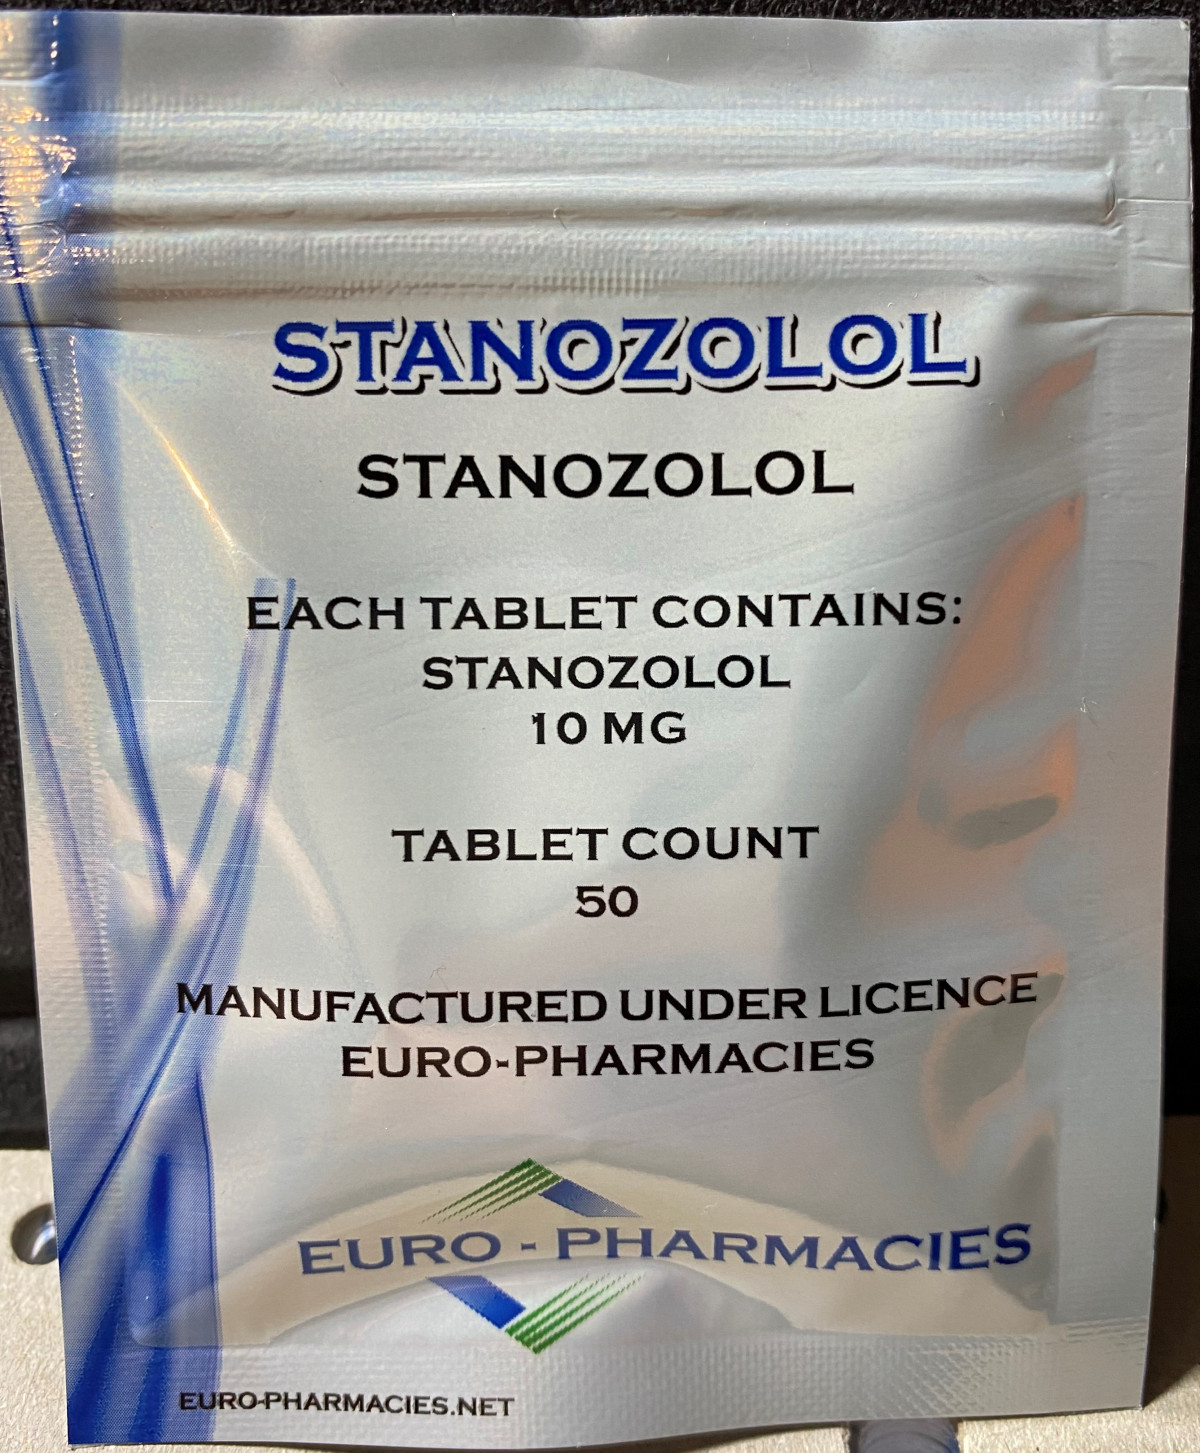 STANOZOLOL
STANOZOLOL
EACH TABLET CONTAINS:
STANOZOLOL
10 MG
TABLET COUNT
50
MANUFACTURED UNDER LICENCE
EURO-PHARMACIES
EURO - PHARMACIES
EURO-PHARMACIES.NET